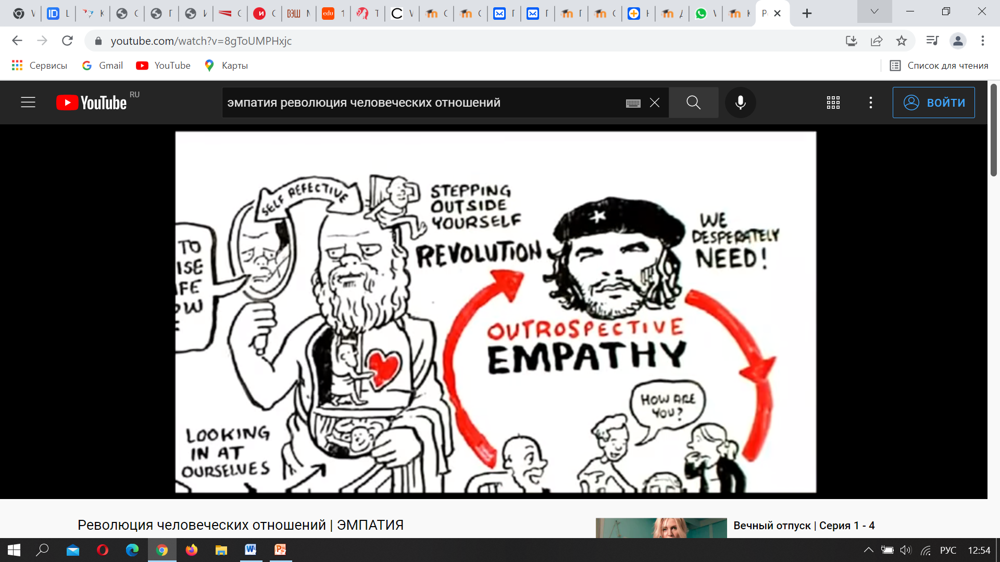 youtube.com/watch?v=8gToUMPHxjc
Сервисы
Gmail
YouTube
Карты
Список для чтения
YouTube RU
эмпатия революция человеческих отношений
ВОЙТИ
SELF REFECTIVE
STEPPING
OUTSIDE
YOURSELF
REVOLUTION
WE
DESPERATELY
NEED!
TO
OUTROSPECTIVE
EMPATHY
HOW ARE
YOU?
LOOKING
IN AT
OURSELVES
Революция человеческих отношений | ЭМПАТИЯ
Вечный отпуск | Серия 1 - 4
РУС
12:54